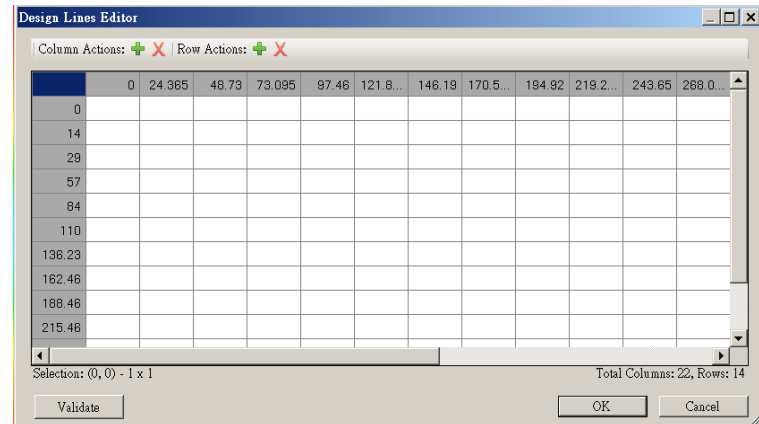 Design Lines Editor
Column Actions: Row Actions:
0 24.365 48.73 73.095 97.46 121.8... 146.19 170.5... 194.92 219.2... 243.65 268.0...
0
14
29
57
84
110
136.23
162.46
188.46
215.46
Selection: (0, 0) - 1 x 1 Total Columns: 22, Rows: 14
Validate OK Cancel